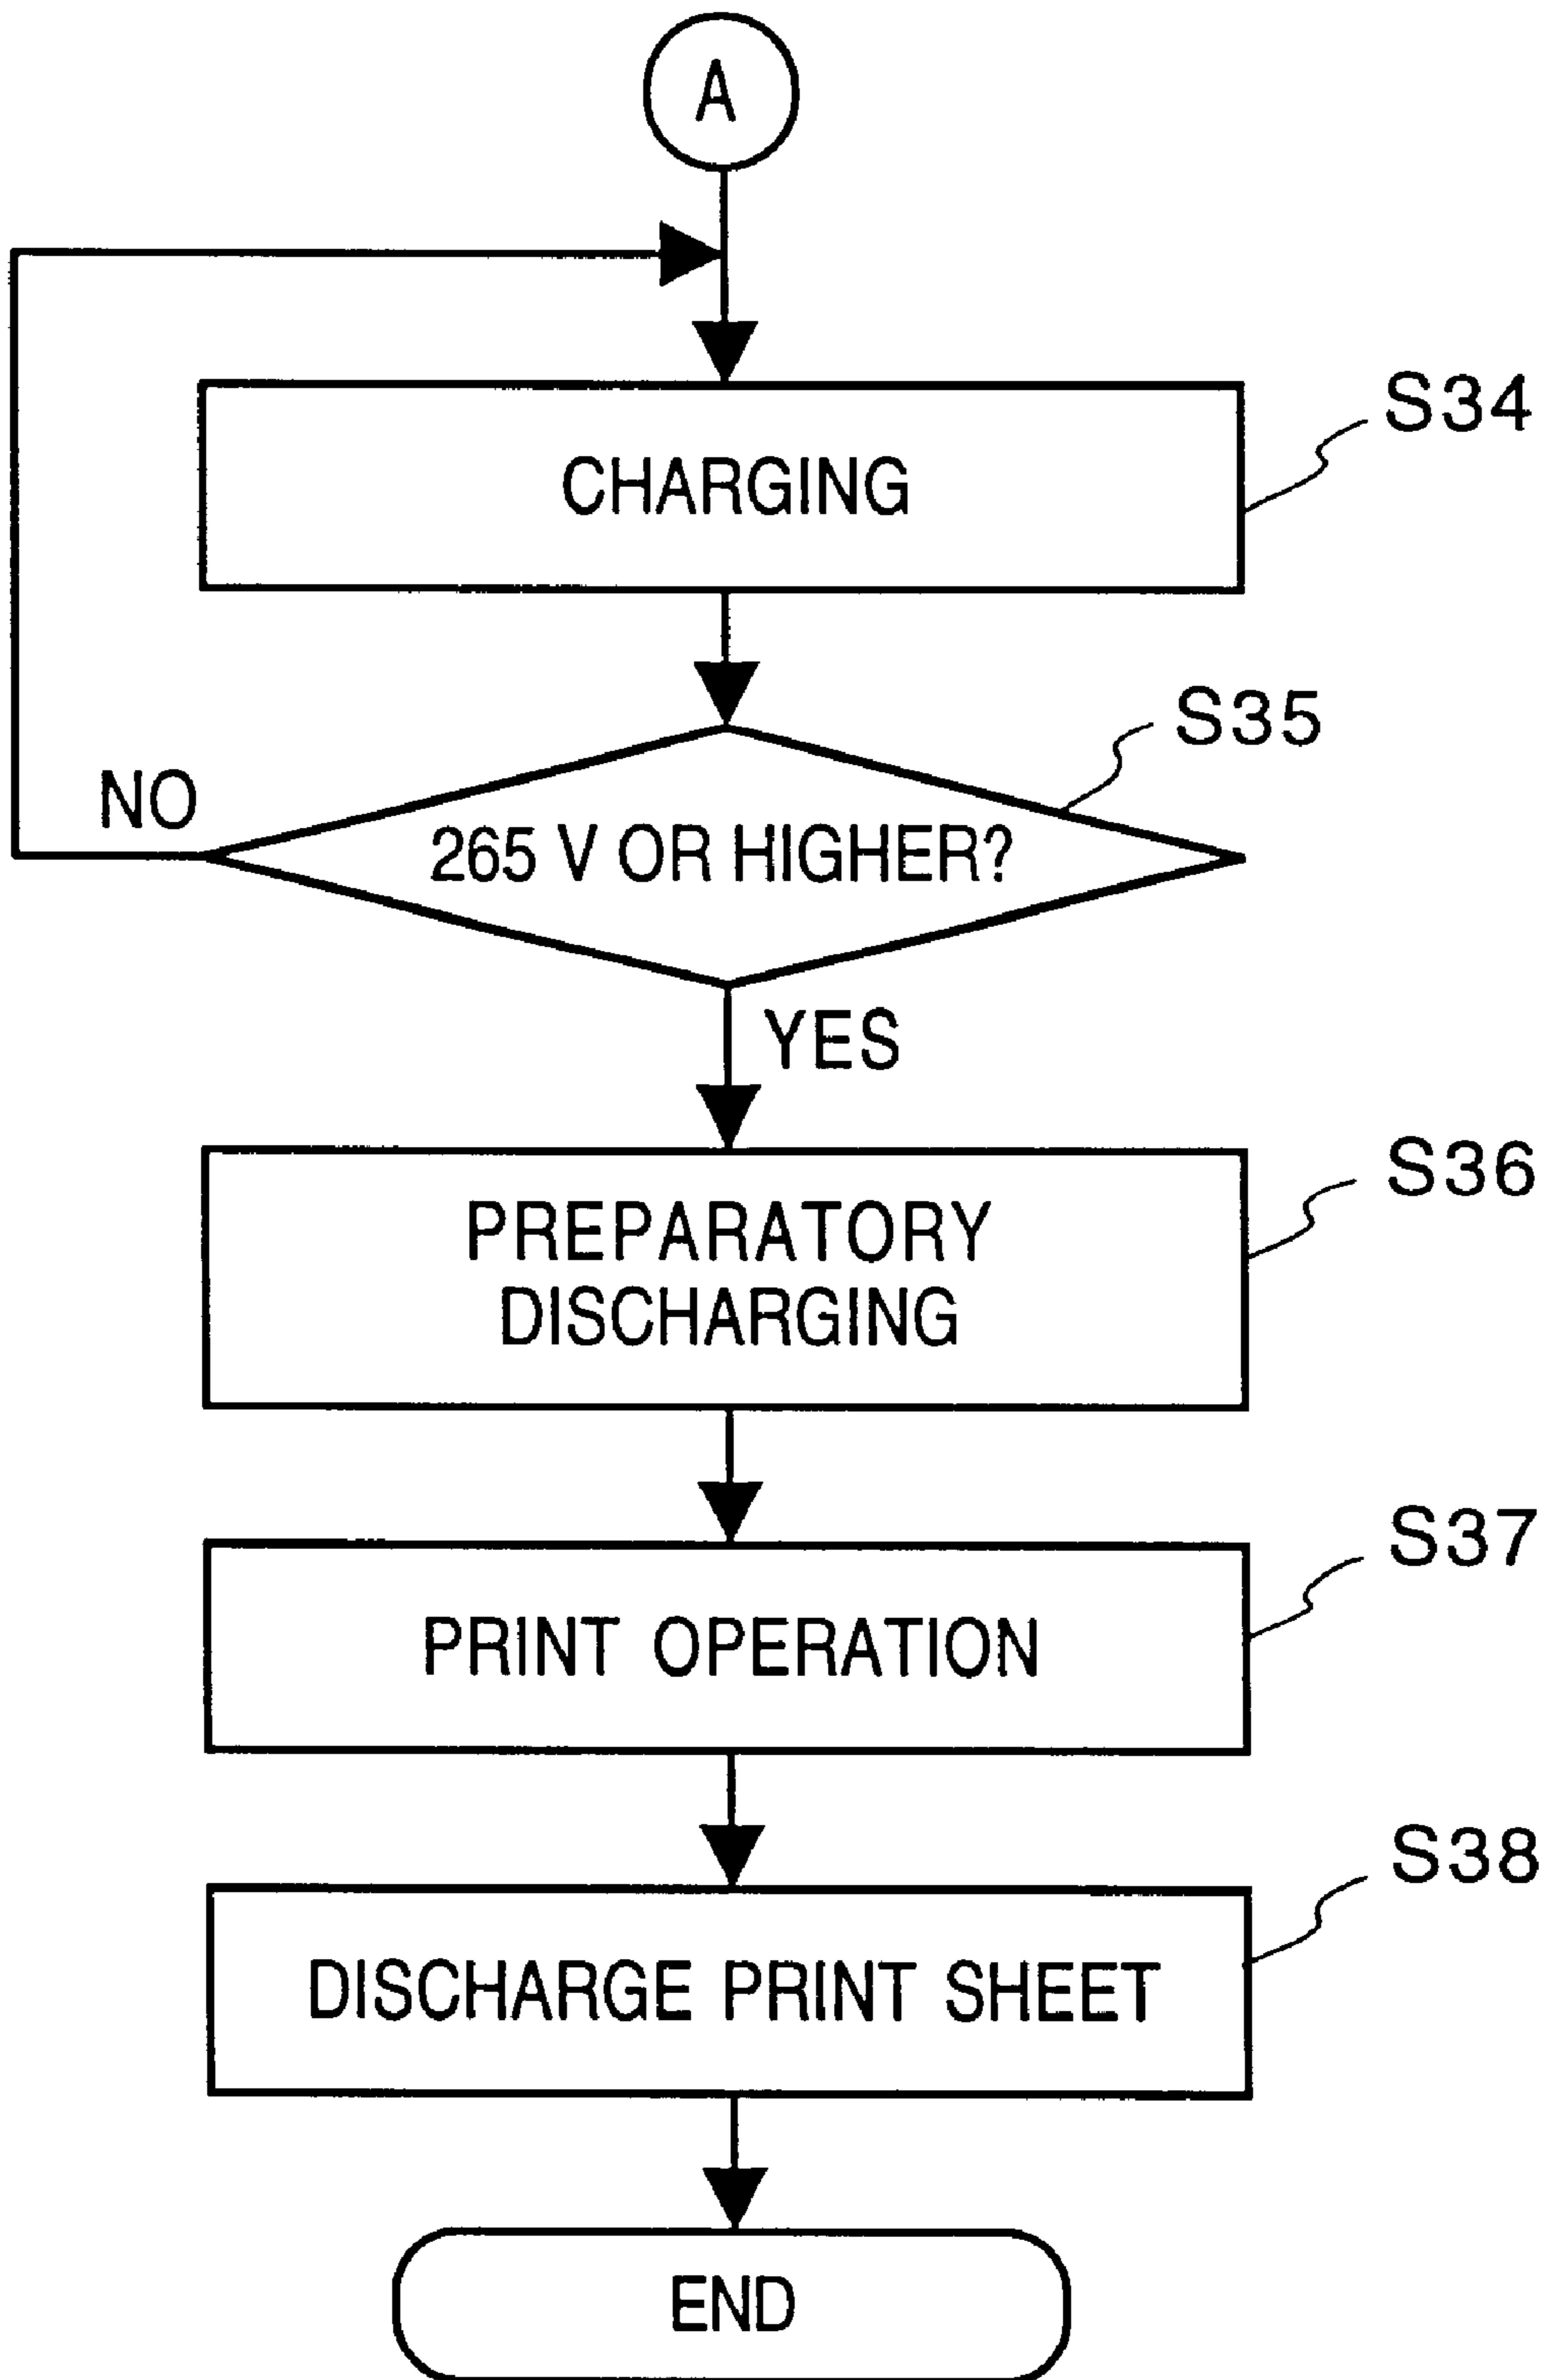 A
CHARGING
S34
265 V OR HIGHER?
S35
NO
YES
PREPARATORY
DISCHARGING
S36
PRINT OPERATION
S37
DISCHARGE PRINT SHEET
S38
END